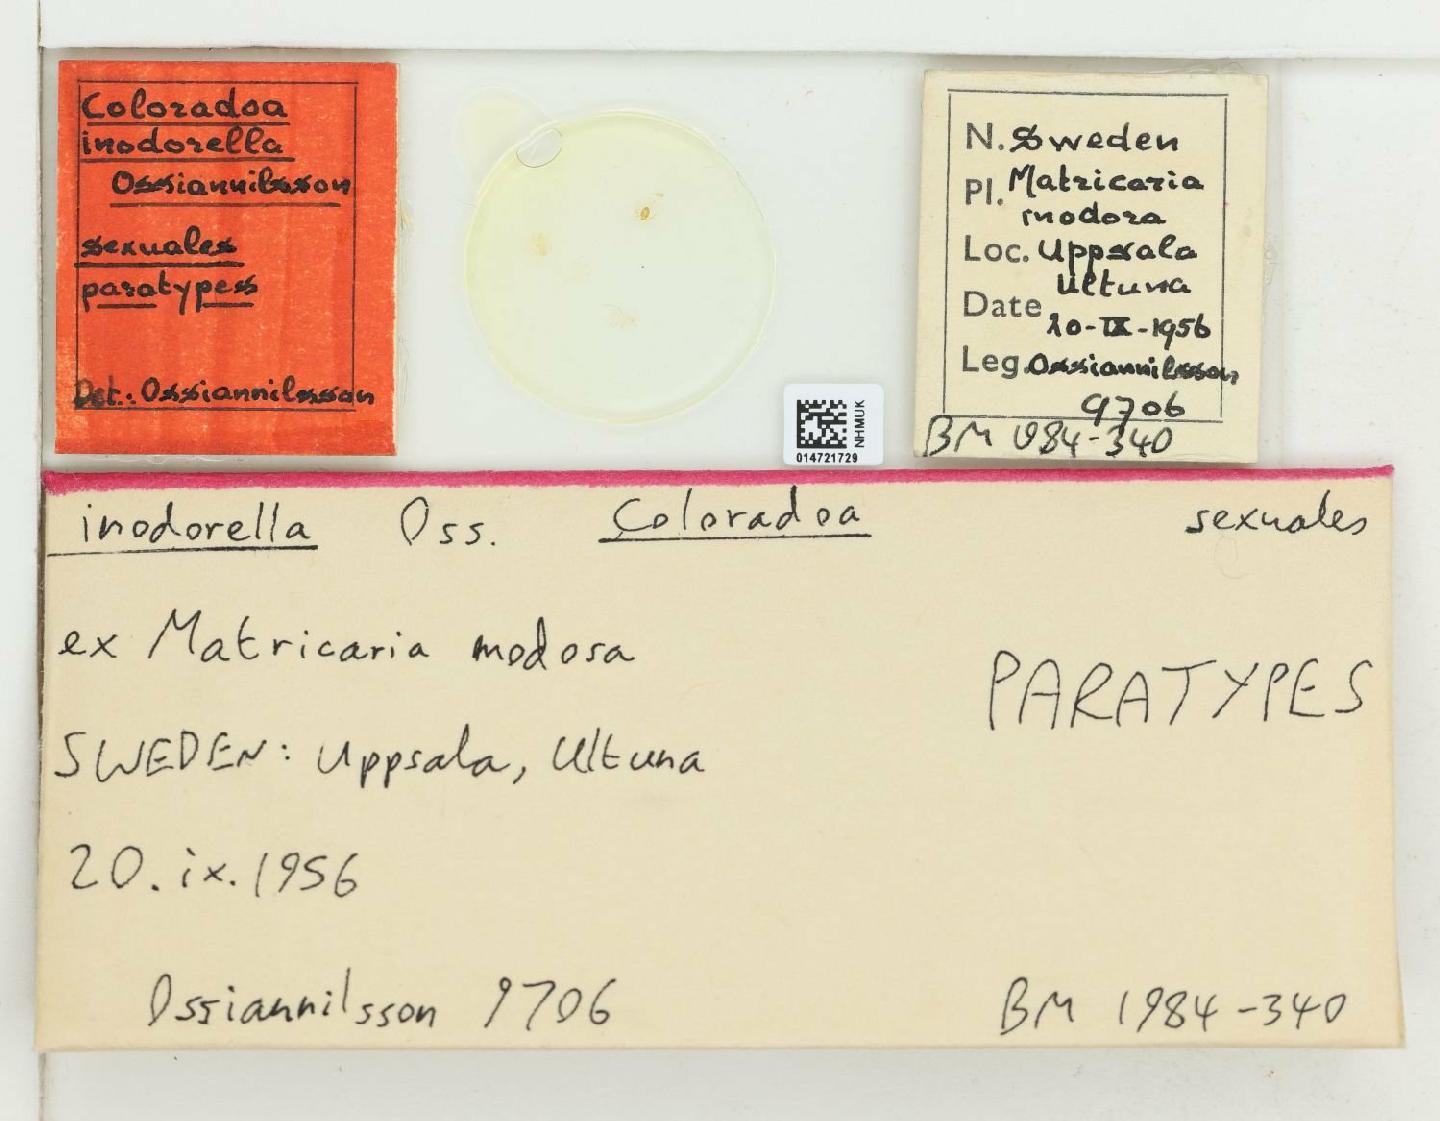 Coloradoa
inodorella
Ossiannilsson
sexuales
paratypes
Det.: Ossiannilsson
N. Sweden
Pl. Matricaria
inodora
Loc. Uppsala
Ultuna
Date 20-IX-1956
Leg. Ossiannilsson
9706
BM 1984-340
NHMUK
014721729
inodorella Oss. Coloradoa sexuales
ex Matricaria modosa
PARATYPES
SWEDEN: Uppsala, Ultuna
20.ix.1956
Ossiannilsson 9706 BM 1984-340